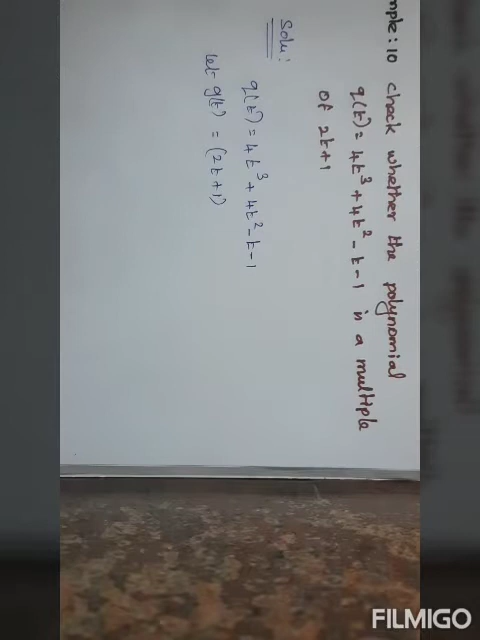 mple: 10 check whether the polynomial
q(t) = 4t³ + 4t² - t - 1 is a multiple
of 2t+1
Solu:
q(t) = 4t³ + 4t² - t - 1
let g(t) = (2t+1)
FILMIGO